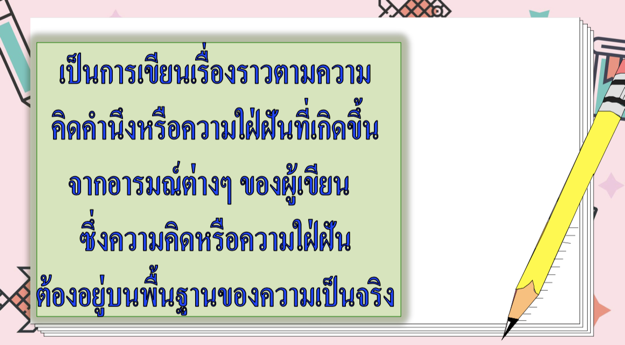 เป็นการเขียนเรื่องราวตามความ
คิดคำนึงหรือความใฝ่ฝันที่เกิดขึ้น
จากอารมณ์ต่างๆ ของผู้เขียน
ซึ่งความคิดหรือความใฝ่ฝัน
ต้องอยู่บนพื้นฐานของความเป็นจริง